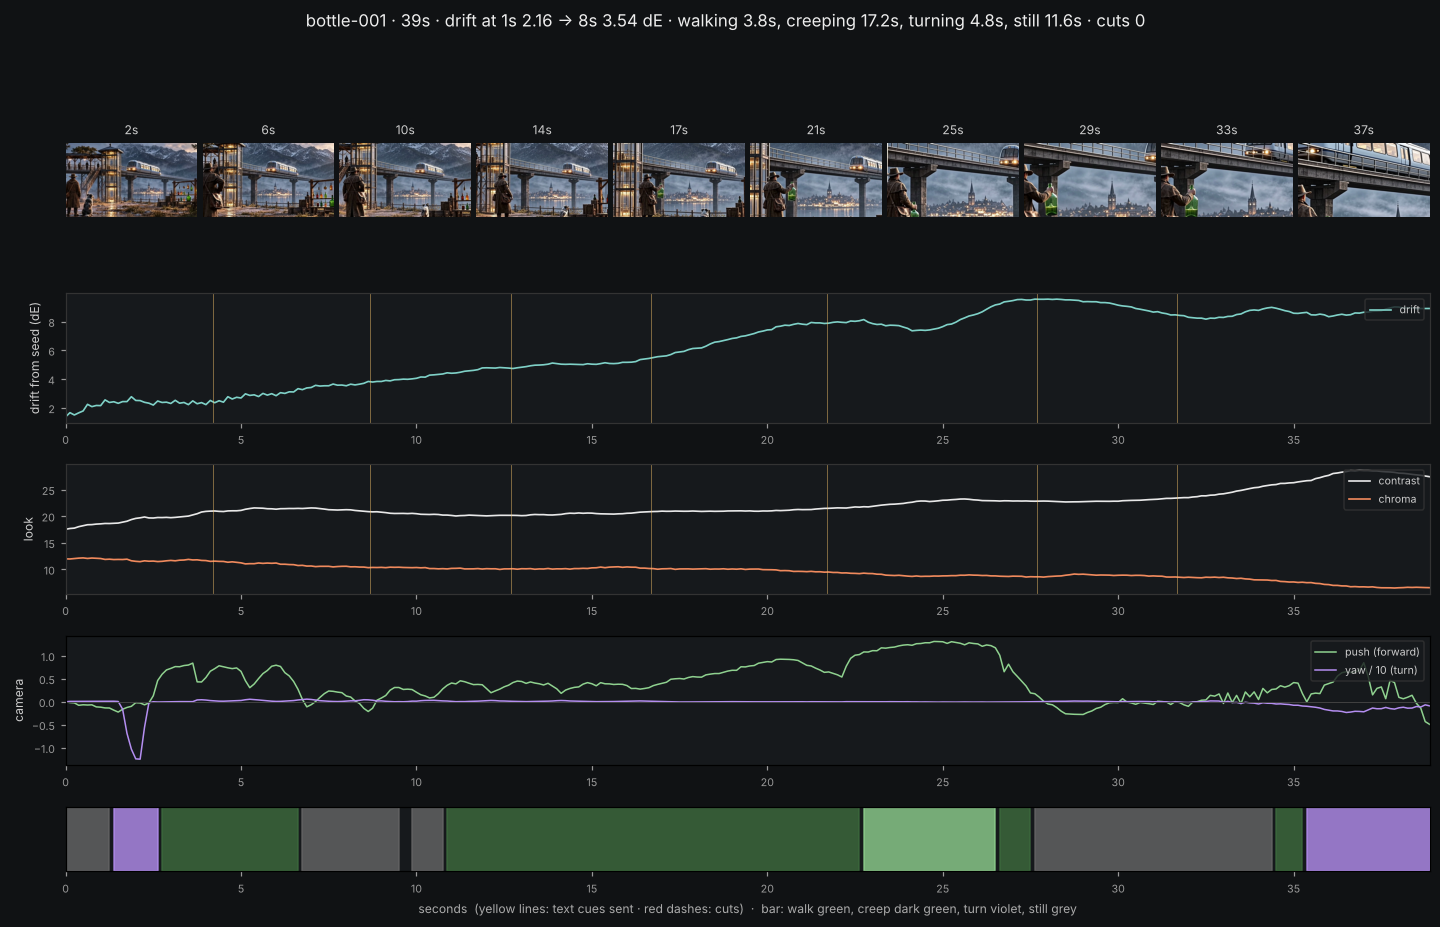 bottle-001 · 39s · drift at 1s 2.16 → 8s 3.54 dE · walking 3.8s, creeping 17.2s, turning 4.8s, still 11.6s · cuts 0
2s 6s 10s 14s 17s 21s 25s 29s 33s 37s
drift from seed (dE)
8
6
4
2
drift
0 5 10 15 20 25 30 35
look
25
20
15
10
contrast
chroma
0 5 10 15 20 25 30 35
camera
1.0
0.5
0.0
−0.5
−1.0
push (forward)
yaw / 10 (turn)
0 5 10 15 20 25 30 35
0 5 10 15 20 25 30 35
seconds (yellow lines: text cues sent · red dashes: cuts) · bar: walk green, creep dark green, turn violet, still grey